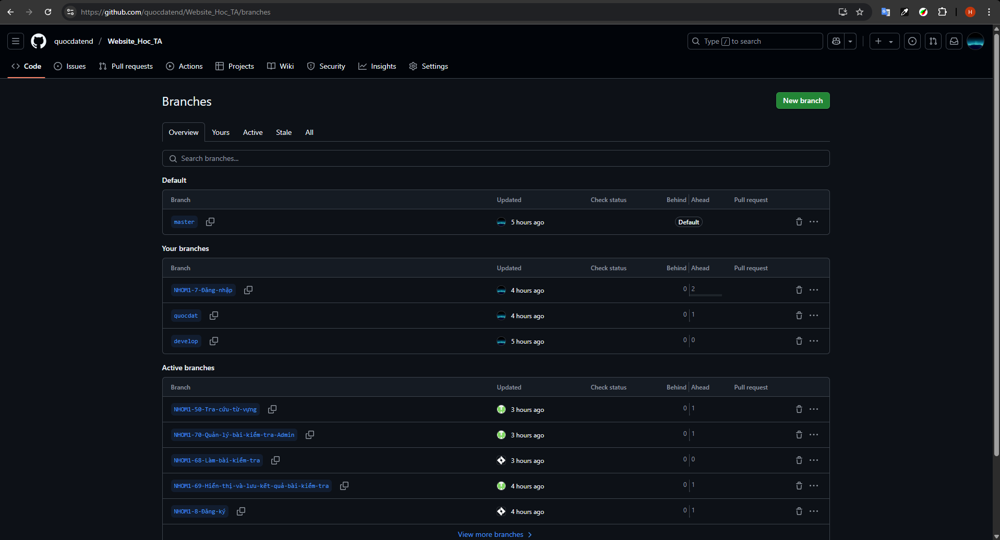 https://github.com/quocdatend/Website_Hoc_TA/branches
H
quocdatend / Website_Hoc_TA
Type / to search
Code Issues Pull requests Actions Projects Wiki Security Insights Settings
Branches
New branch
Overview Yours Active Stale All
Search branches...
Default
Branch Updated Check status Behind Ahead Pull request
master 5 hours ago Default
Your branches
Branch Updated Check status Behind Ahead Pull request
NHOM1-7-Đăng-nhập 4 hours ago 0 2
quocdat 4 hours ago 0 1
develop 5 hours ago 0 0
Active branches
Branch Updated Check status Behind Ahead Pull request
NHOM1-50-Tra-cứu-từ-vựng 3 hours ago 0 1
NHOM1-70-Quản-lý-bài-kiểm-tra-Admin 3 hours ago 0 1
NHOM1-68-Làm-bài-kiểm-tra 3 hours ago 0 0
NHOM1-69-Hiển-thị-và-lưu-kết-quả-bài-kiểm-tra 4 hours ago 0 1
NHOM1-8-Đăng-ký 4 hours ago 0 1
View more branches